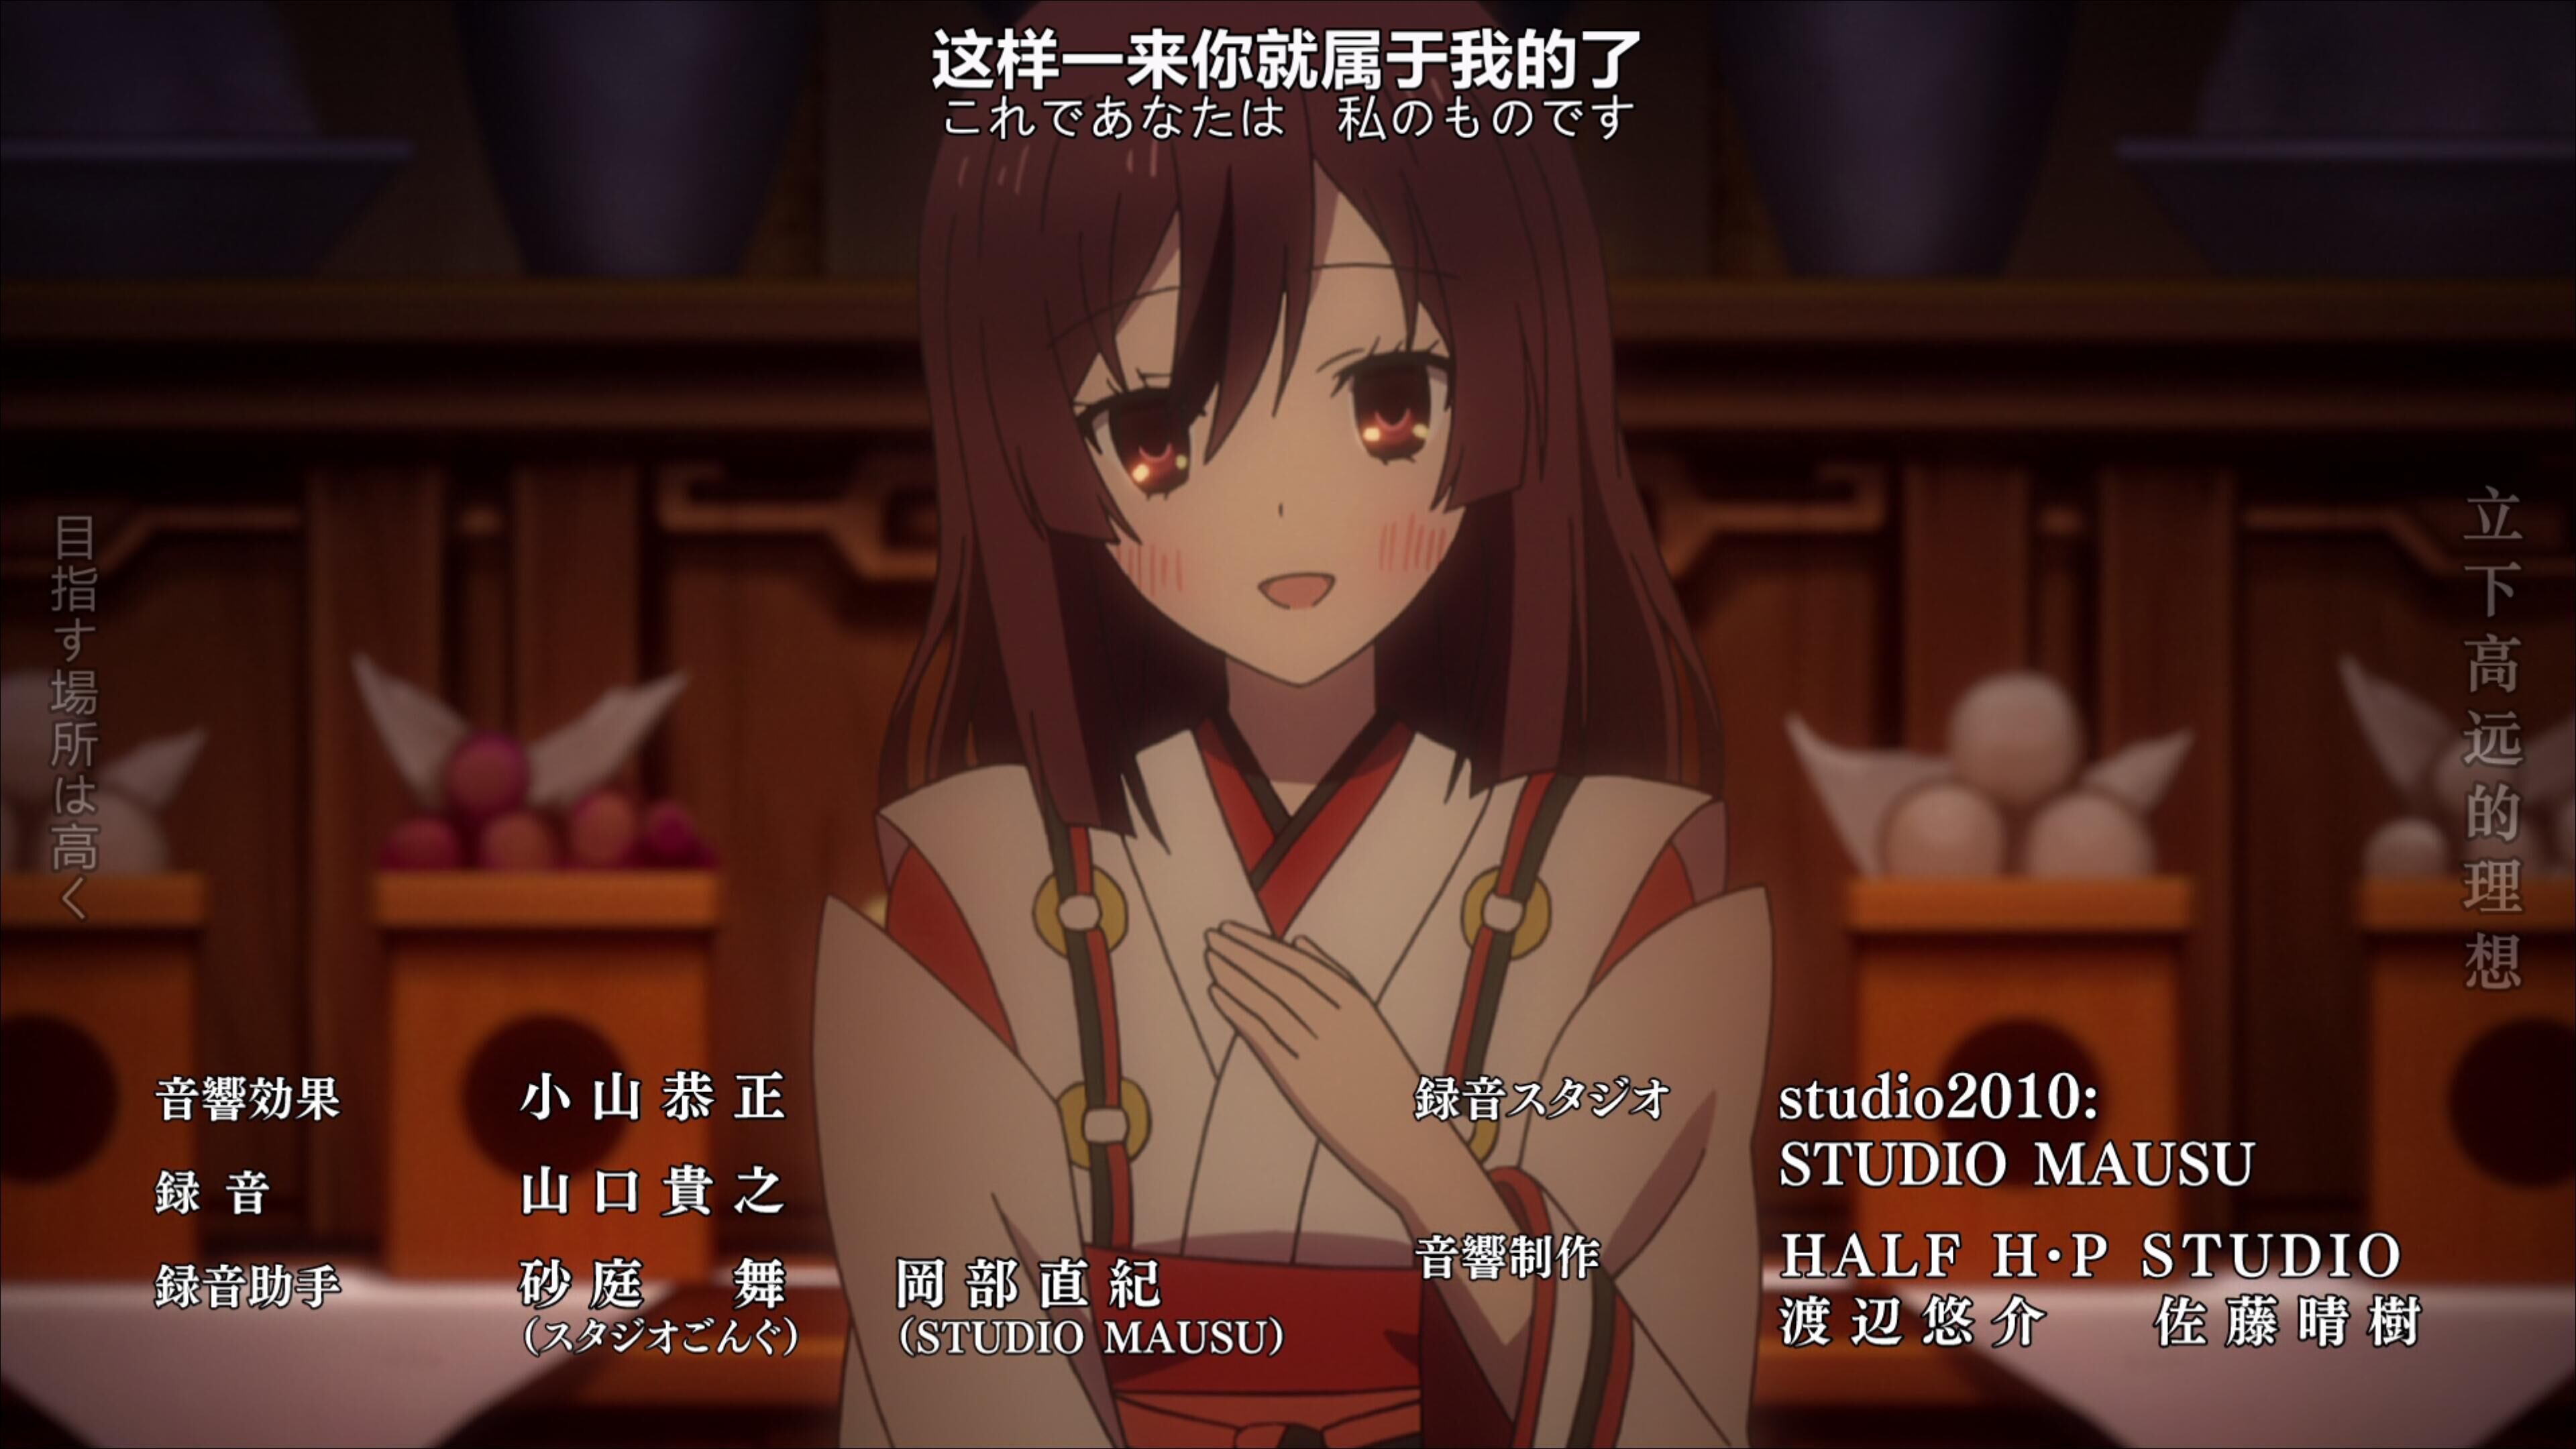 这样一来你就属于我的了
これであなたは　私のものです
目指す場所は高く
立下高远的理想
音響効果　小山恭正
録音　山口貴之
録音助手　砂庭　舞　岡部直紀
（スタジオごんぐ）　（STUDIO MAUSU）
録音スタジオ　studio2010:
STUDIO MAUSU
音響制作　HALF H・P STUDIO
渡辺悠介　佐藤晴樹